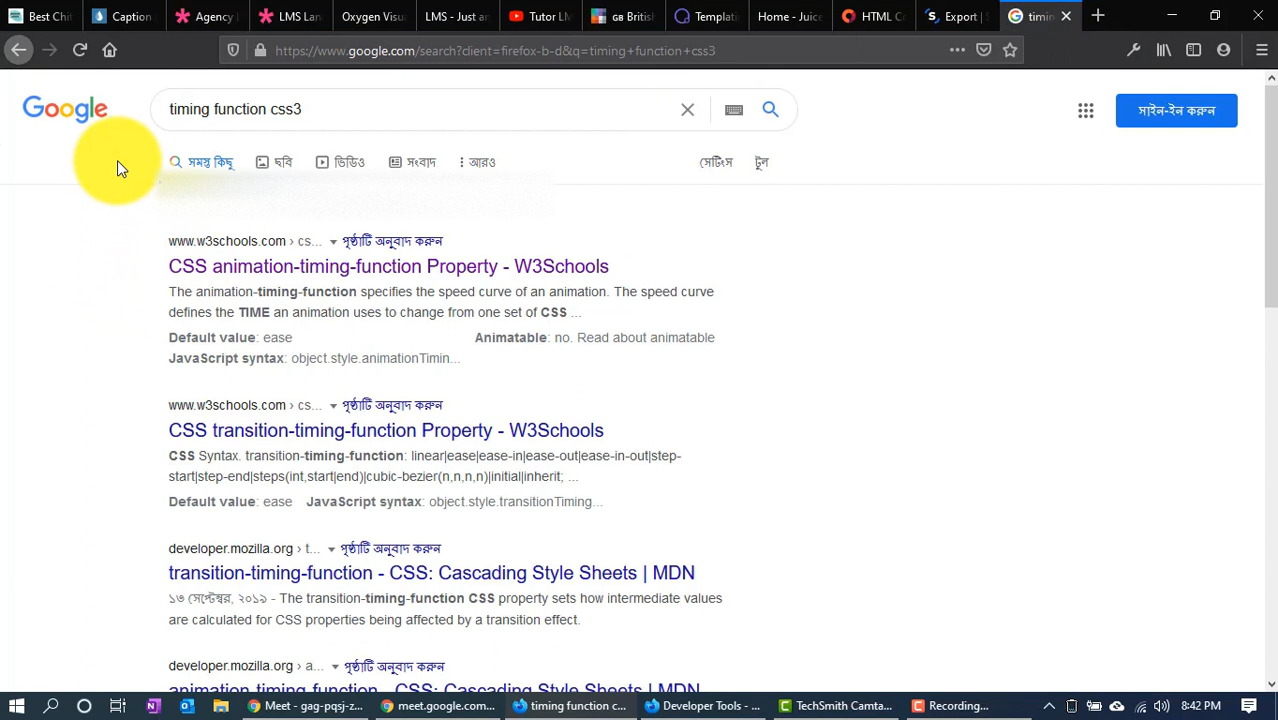 Best Chit
Caption
Agency
LMS Lan
Oxygen Visua
LMS - Just an
Tutor LM
GB British
Templatin
Home - Juice
HTML Co
Export | S
timin
https://www.google.com/search?client=firefox-b-d&q=timing+function+css3
Google
timing function css3
সাইন-ইন করুন
সমস্ত কিছু
ছবি
ভিডিও
সংবাদ
আরও
সেটিংস
টুল
www.w3schools.com › cs... পৃষ্ঠাটি অনুবাদ করুন
CSS animation-timing-function Property - W3Schools
The animation-timing-function specifies the speed curve of an animation. The speed curve
defines the TIME an animation uses to change from one set of CSS ...
Default value: ease Animatable: no. Read about animatable
JavaScript syntax: object.style.animationTimin...
www.w3schools.com › cs... পৃষ্ঠাটি অনুবাদ করুন
CSS transition-timing-function Property - W3Schools
CSS Syntax. transition-timing-function: linear|ease|ease-in|ease-out|ease-in-out|step-
start|step-end|steps(int,start|end)|cubic-bezier(n,n,n,n)|initial|inherit; ...
Default value: ease JavaScript syntax: object.style.transitionTiming...
developer.mozilla.org › t... পৃষ্ঠাটি অনুবাদ করুন
transition-timing-function - CSS: Cascading Style Sheets | MDN
১৩ সেপ্টেম্বর, ২০১৯ - The transition-timing-function CSS property sets how intermediate values
are calculated for CSS properties being affected by a transition effect.
developer.mozilla.org › a... পৃষ্ঠাটি অনুবাদ করুন
animation-timing-function - CSS: Cascading Style Sheets | MDN
Meet - gag-pqsj-z...
meet.google.com...
timing function c...
Developer Tools - ...
TechSmith Camta...
Recording...
8:42 PM